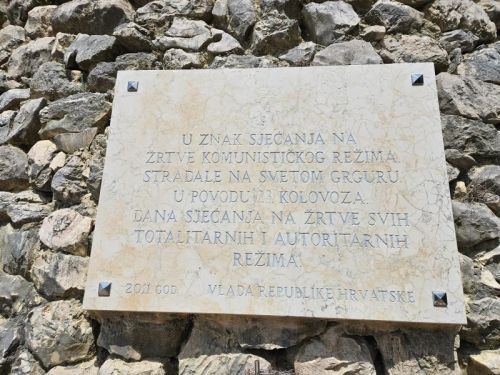 U ZNAK SJEĆANJA NA
ŽRTVE KOMUNISTIČKOG REŽIMA
STRADALE NA SVETOM GRGURU
U POVODU 23. KOLOVOZA,
DANA SJEĆANJA NA ŽRTVE SVIH
TOTALITARNIH I AUTORITARNIH
REŽIMA.
2011. GOD. VLADA REPUBLIKE HRVATSKE